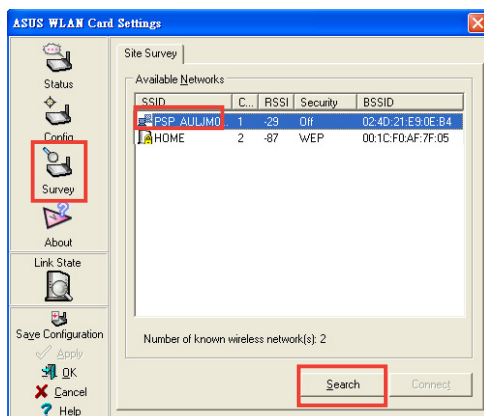 ASUS WLAN Card Settings
Status
Config
Survey
About
Link State
Save Configuration
Apply
OK
Cancel
Help
Site Survey
Available Networks
SSID C... RSSI Security BSSID
PSP_AULJM0... 1 -29 Off 02:4D:21:E9:0E:B4
HOME 2 -87 WEP 00:1C:F0:AF:7F:05
Number of known wireless network(s): 2
Search Connect